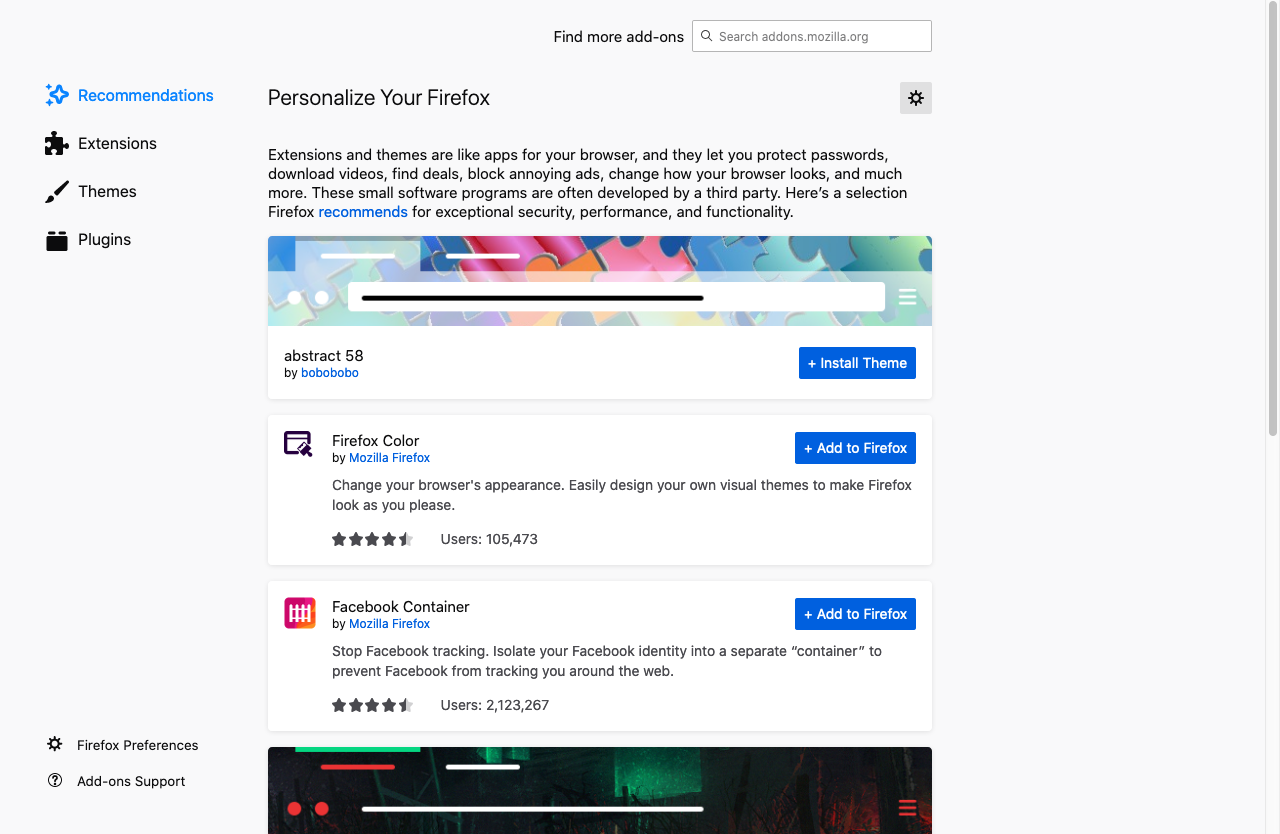 Find more add-ons
Search addons.mozilla.org
Recommendations
Extensions
Themes
Plugins
Firefox Preferences
Add-ons Support
Personalize Your Firefox
Extensions and themes are like apps for your browser, and they let you protect passwords,
download videos, find deals, block annoying ads, change how your browser looks, and much
more. These small software programs are often developed by a third party. Here’s a selection
Firefox recommends for exceptional security, performance, and functionality.
abstract 58
by bobobobo
+ Install Theme
Firefox Color
by Mozilla Firefox
+ Add to Firefox
Change your browser's appearance. Easily design your own visual themes to make Firefox
look as you please.
Users: 105,473
Facebook Container
by Mozilla Firefox
+ Add to Firefox
Stop Facebook tracking. Isolate your Facebook identity into a separate “container” to
prevent Facebook from tracking you around the web.
Users: 2,123,267